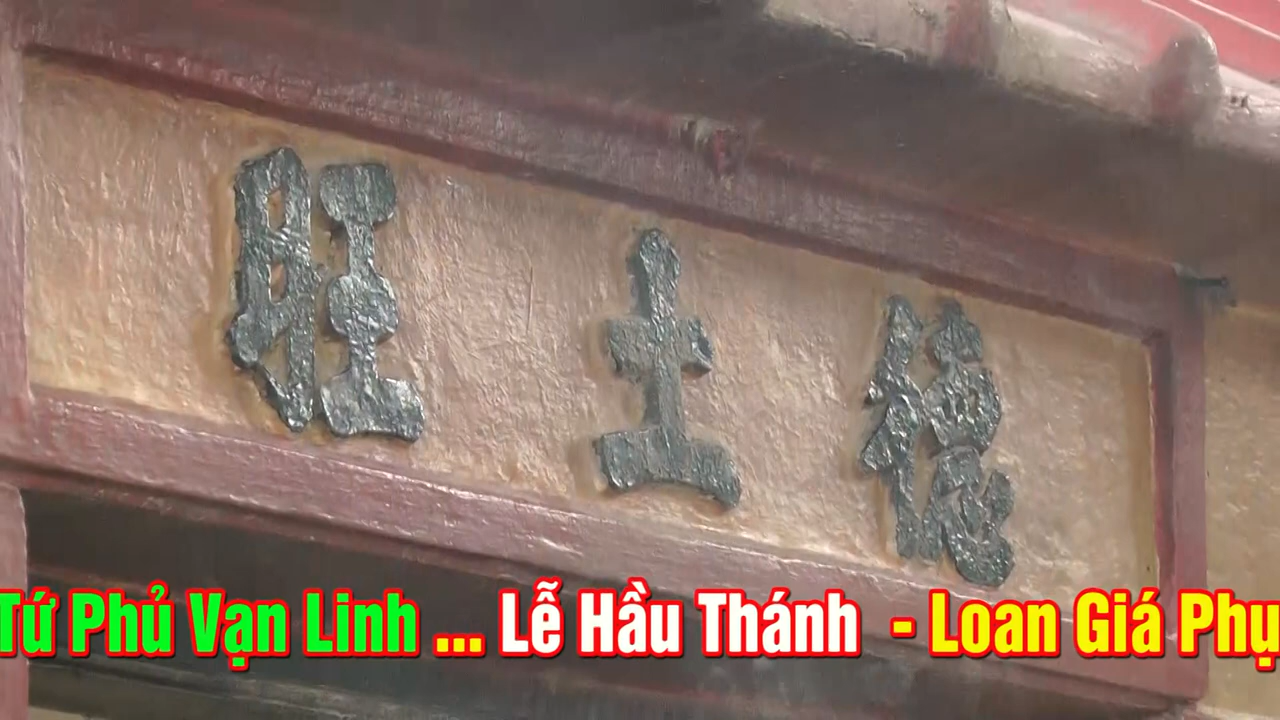 旺土德
Tứ Phủ Vạn Linh ... Lễ Hầu Thánh - Loan Giá Phụ